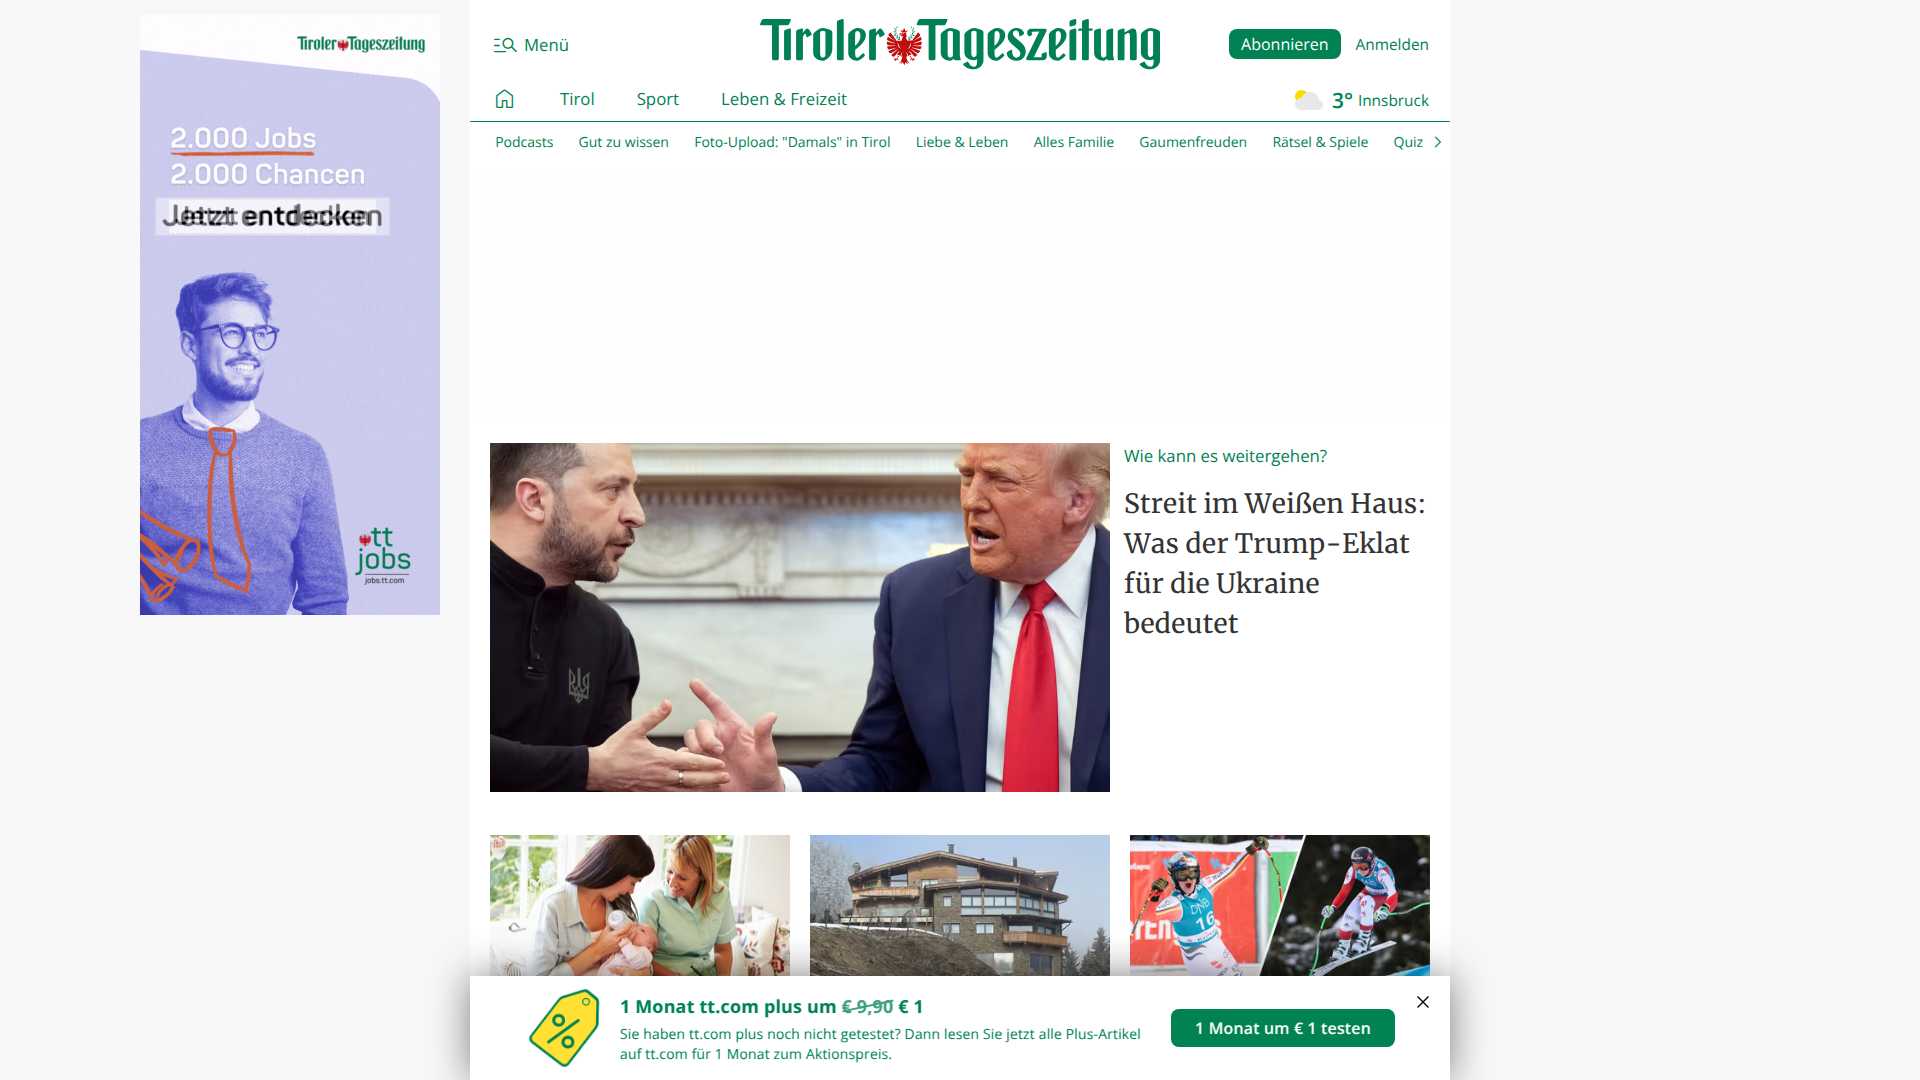 Tiroler Tageszeitung
2.000 Jobs
2.000 Chancen
Jetzt entdecken
tt
jobs
jobs.tt.com
Menü
Tiroler Tageszeitung
Abonnieren
Anmelden
Tirol
Sport
Leben & Freizeit
3° Innsbruck
Podcasts
Gut zu wissen
Foto-Upload: "Damals" in Tirol
Liebe & Leben
Alles Familie
Gaumenfreuden
Rätsel & Spiele
Quiz
Wie kann es weitergehen?
Streit im Weißen Haus:
Was der Trump-Eklat
für die Ukraine
bedeutet
16
1 Monat tt.com plus um € 9,90 € 1
Sie haben tt.com plus noch nicht getestet? Dann lesen Sie jetzt alle Plus-Artikel
auf tt.com für 1 Monat zum Aktionspreis.
1 Monat um € 1 testen